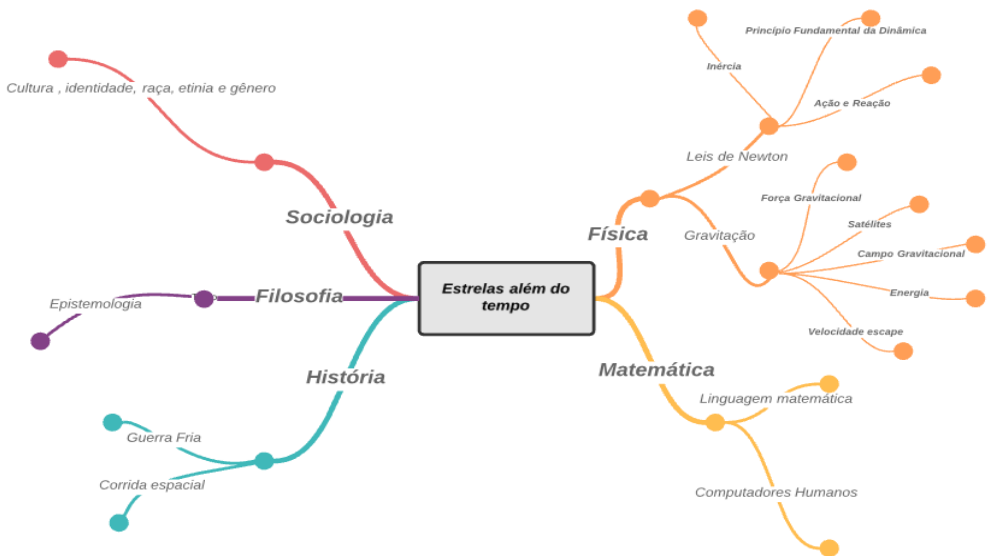 Estrelas além do
tempo
Sociologia
Cultura , identidade, raça, etinia e gênero
Filosofia
Epistemologia
História
Guerra Fria
Corrida espacial
Física
Leis de Newton
Inércia
Princípio Fundamental da Dinâmica
Ação e Reação
Gravitação
Força Gravitacional
Satélites
Campo Gravitacional
Energia
Velocidade escape
Matemática
Linguagem matemática
Computadores Humanos